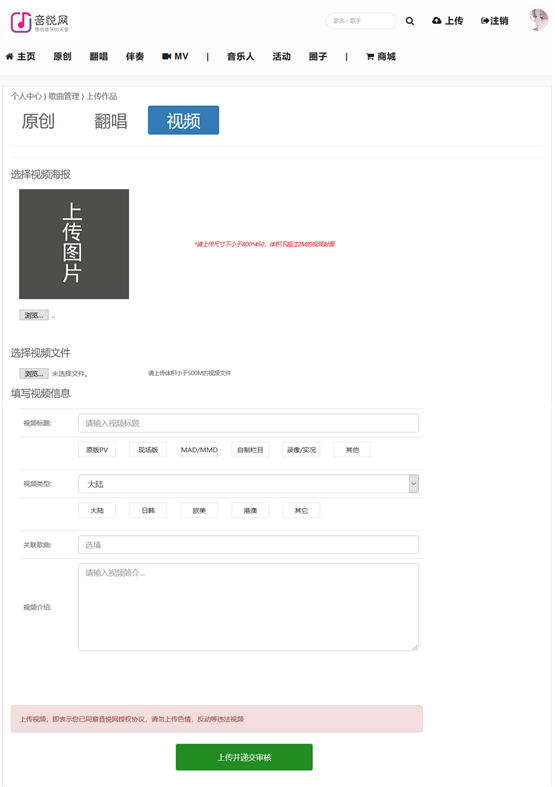 音悦网
原创音乐的天堂
歌名 / 歌手
上传
注销
主页 原创 翻唱 伴奏 MV | 音乐人 活动 圈子 | 商城
个人中心 》歌曲管理 》上传作品
原创 翻唱 视频
选择视频海报
上传图片
*请上传尺寸不小于800*450，体积不超过2M的视频封面
浏览... ..
选择视频文件
浏览... 未选择文件。 请上传体积小于500M的视频文件
填写视频信息
视频标题: 请输入视频标题
原版PV 现场版 MAD/MMD 自制栏目 录像/实况 其他
视频类型: 大陆
大陆 日韩 欧美 港澳 其它
关联歌曲: 选填
视频介绍: 请输入视频简介...
上传视频，即表示您已同意音悦网授权协议，请勿上传色情，反动等违法视频
上传并递交审核